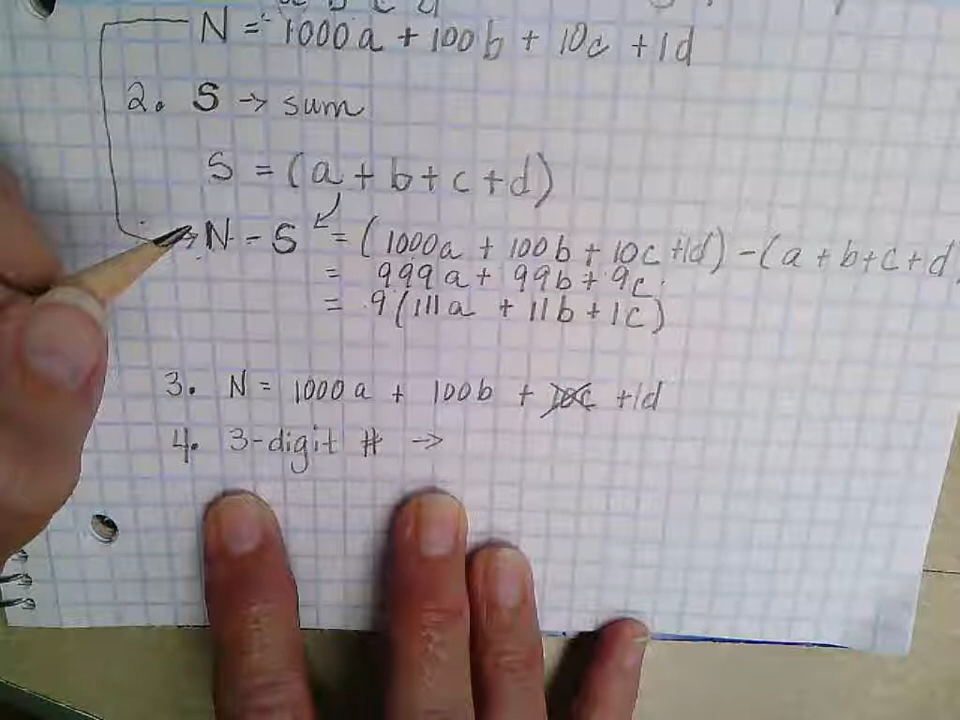 N = 1000a + 100b + 10c + 1d
2. S → sum
S = (a + b + c + d)
N - S = (1000a + 100b + 10c + 1d) - (a + b + c + d
= 999a + 99b + 9c
= 9(111a + 11b + 1c)
3. N = 1000a + 100b + 10c + 1d
4. 3-digit # →